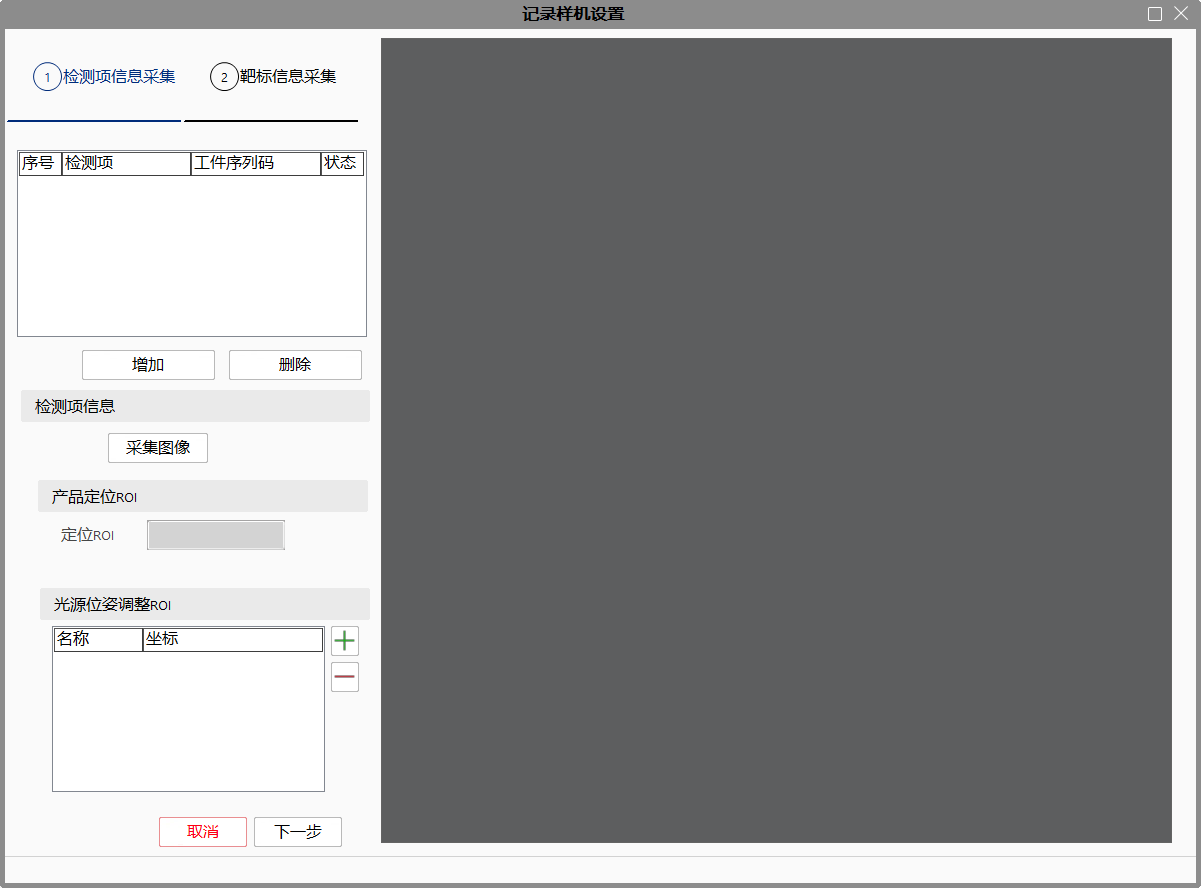 记录样机设置
1 检测项信息采集 2 靶标信息采集
序号 检测项 工件序列码 状态
增加 删除
检测项信息
采集图像
产品定位ROI
定位ROI
光源位姿调整ROI
名称 坐标
取消 下一步